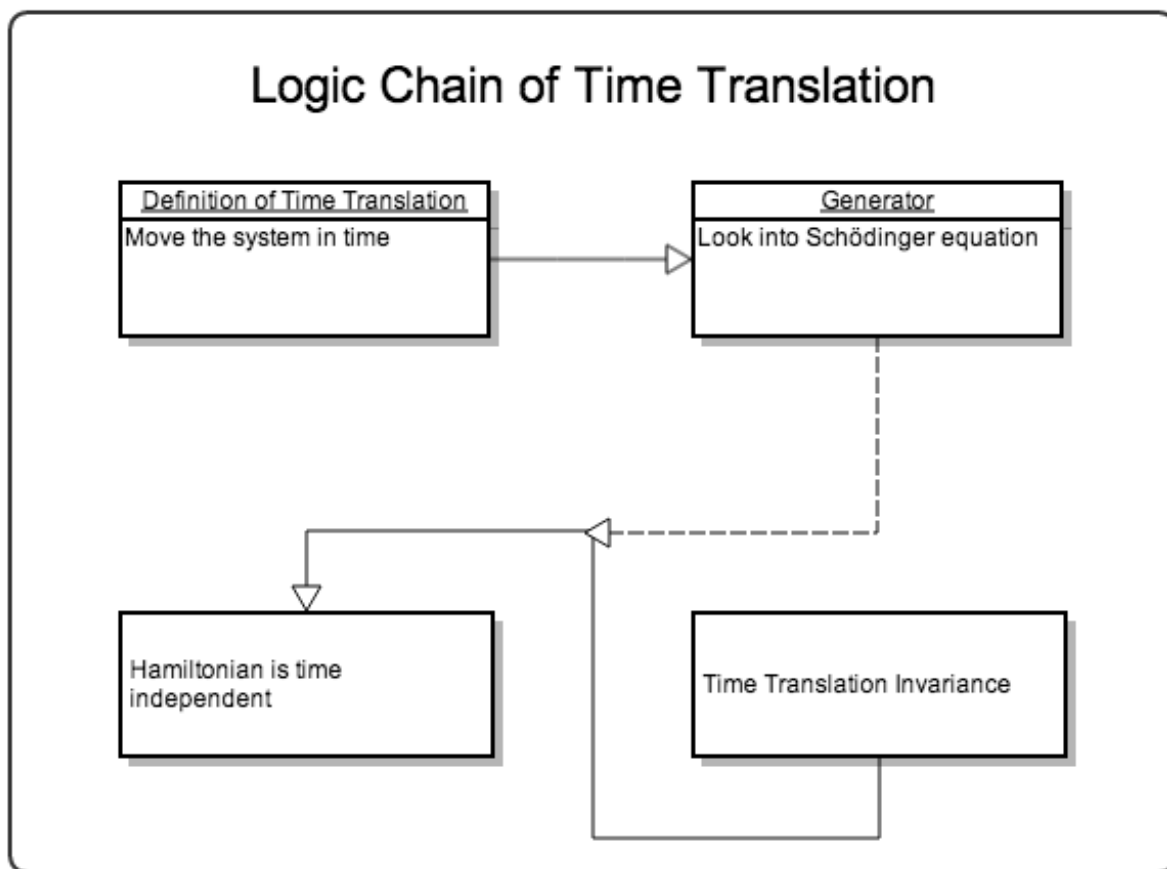 Logic Chain of Time Translation
Definition of Time Translation
Move the system in time
Generator
Look into Schödinger equation
Hamiltonian is time
independent
Time Translation Invariance